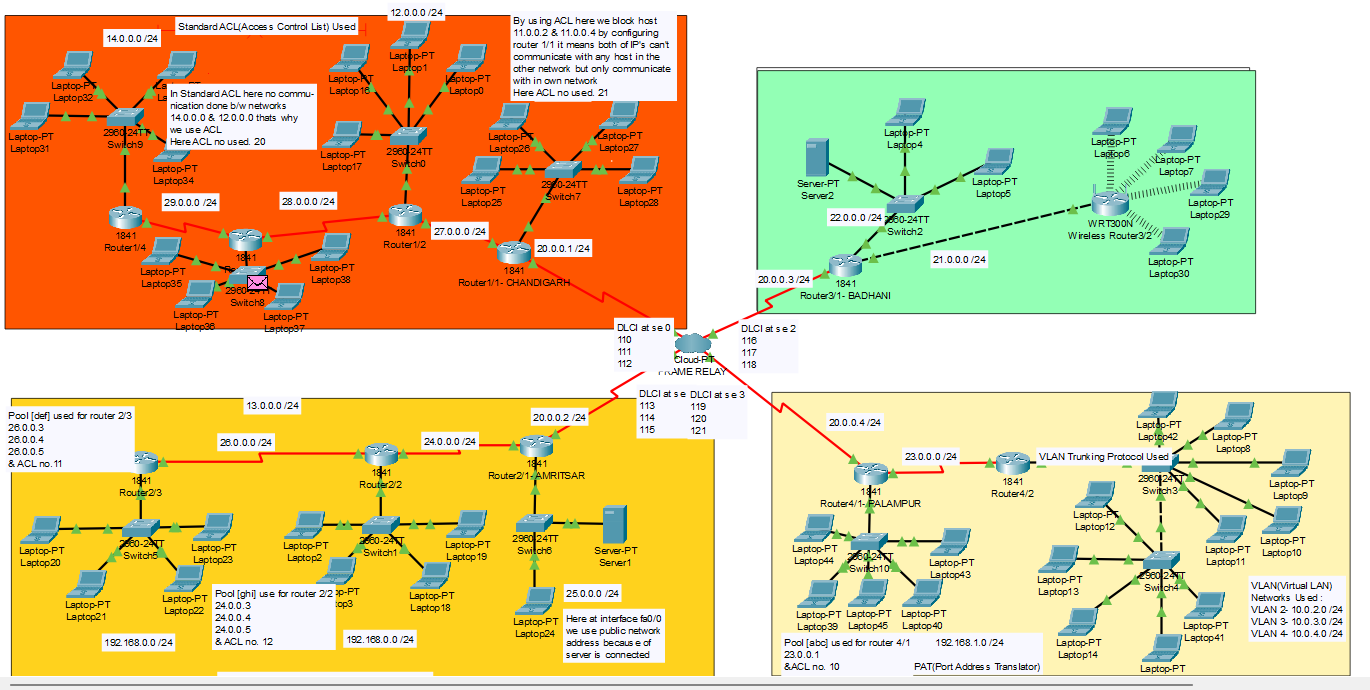 Standard ACL(Access Control List) Used
12.0.0.0 /24
14.0.0.0 /24
By using ACL here we block host
11.0.0.2 & 11.0.0.4 by configuring
router 1/1 it means both of IP's can't
communicate with any host in the
other network but only communicate
with in own network
Here ACL no used. 21
In Standard ACL here no commu-
nication done b/w networks
14.0.0.0 & 12.0.0.0 thats why
we use ACL
Here ACL no used. 20
Laptop-PT
Laptop32
Laptop-PT
Laptop31
2960-24TT
Switch9
Laptop-PT
Laptop34
Laptop-PT
Laptop16
Laptop-PT
Laptop1
Laptop-PT
Laptop0
Laptop-PT
Laptop17
2960-24TT
Switch0
Laptop-PT
Laptop26
Laptop-PT
Laptop27
Laptop-PT
Laptop25
2960-24TT
Switch7
Laptop-PT
Laptop28
29.0.0.0 /24
28.0.0.0 /24
27.0.0.0 /24
20.0.0.1 /24
1841
Router1/4
1841
1841
Router1/2
1841
Router1/1- CHANDIGARH
Laptop-PT
Laptop35
Laptop-PT
Laptop38
2960-24TT
Switch8
Laptop-PT
Laptop36
Laptop-PT
Laptop37
Laptop-PT
Laptop4
Server-PT
Server2
Laptop-PT
Laptop5
22.0.0.0 /24
2960-24TT
Switch2
Laptop-PT
Laptop6
Laptop-PT
Laptop7
Laptop-PT
Laptop29
WRT300N
Wireless Router3/2
Laptop-PT
Laptop30
21.0.0.0 /24
20.0.0.3 /24
1841
Router3/1- BADHANI
DLCI at se 0
110
111
112
DLCI at se 2
116
117
118
Cloud-PT
FRAME RELAY
DLCI at se
113
114
115
DLCI at se 3
119
120
121
13.0.0.0 /24
Pool [def] used for router 2/3
26.0.0.3
26.0.0.4
26.0.0.5
& ACL no.11
26.0.0.0 /24
24.0.0.0 /24
20.0.0.2 /24
1841
Router2/3
1841
Router2/2
1841
Router2/1- AMRITSAR
Laptop-PT
Laptop20
2960-24TT
Switch5
Laptop-PT
Laptop23
Laptop-PT
Laptop21
Laptop-PT
Laptop22
192.168.0.0 /24
Laptop-PT
Laptop2
2960-24TT
Switch1
Laptop-PT
Laptop19
Laptop-PT
Laptop18
Pool [ghi] use for router 2/2
24.0.0.3
24.0.0.4
24.0.0.5
& ACL no. 12
192.168.0.0 /24
2960-24TT
Switch6
Server-PT
Server1
Laptop-PT
Laptop24
25.0.0.0 /24
Here at interface fa0/0
we use public network
address because of
server is connected
20.0.0.4 /24
23.0.0.0 /24
VLAN Trunking Protocol Used
1841
Router4/1- PALAMPUR
1841
Router4/2
Laptop-PT
Laptop44
2960-24TT
Switch10
Laptop-PT
Laptop43
Laptop-PT
Laptop39
Laptop-PT
Laptop45
Laptop-PT
Laptop40
Pool [abc] used for router 4/1
23.0.0.1
&ACL no. 10
192.168.1.0 /24
PAT(Port Address Translator)
Laptop-PT
Laptop42
Laptop-PT
Laptop8
2960-24TT
Switch3
Laptop-PT
Laptop9
Laptop-PT
Laptop12
Laptop-PT
Laptop10
Laptop-PT
Laptop11
Laptop-PT
Laptop13
2960-24TT
Switch4
Laptop-PT
Laptop41
Laptop-PT
Laptop14
Laptop-PT
VLAN(Virtual LAN)
Networks Used :
VLAN 2- 10.0.2.0 /24
VLAN 3- 10.0.3.0 /24
VLAN 4- 10.0.4.0 /24